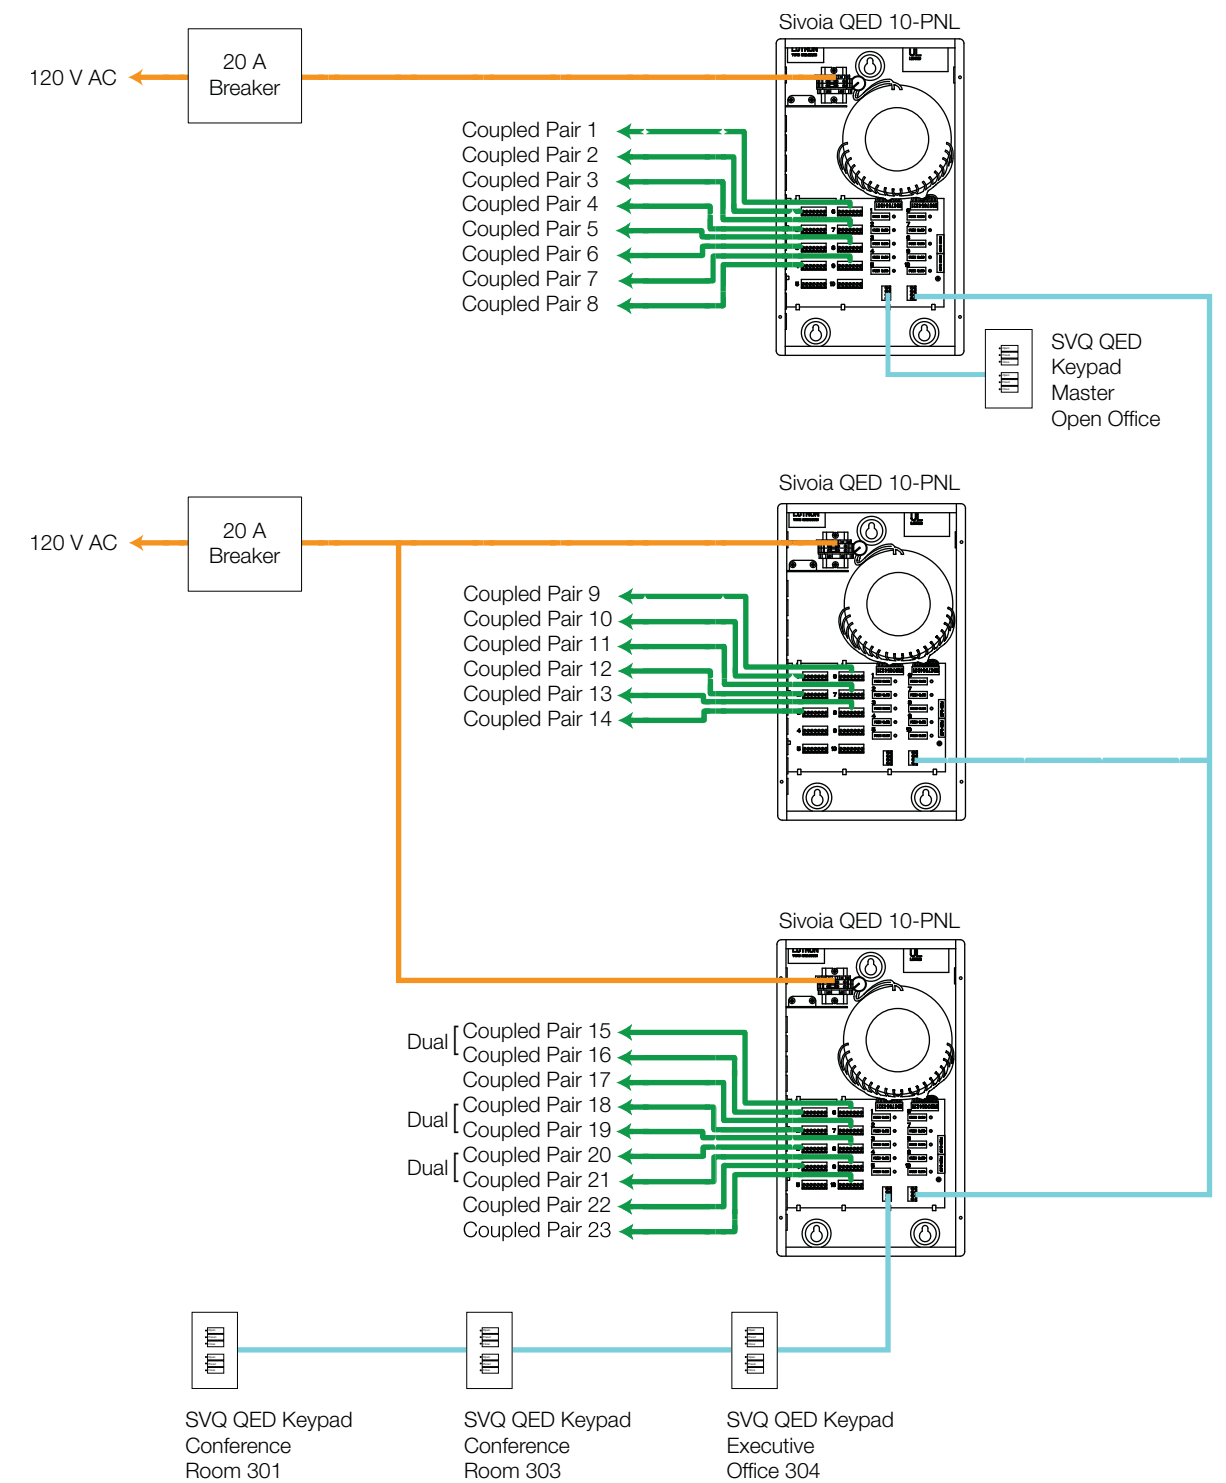 Sivoia QED 10-PNL
120 V AC
20 A
Breaker
Coupled Pair 1
Coupled Pair 2
Coupled Pair 3
Coupled Pair 4
Coupled Pair 5
Coupled Pair 6
Coupled Pair 7
Coupled Pair 8
SVQ QED
Keypad
Master
Open Office
Sivoia QED 10-PNL
120 V AC
20 A
Breaker
Coupled Pair 9
Coupled Pair 10
Coupled Pair 11
Coupled Pair 12
Coupled Pair 13
Coupled Pair 14
Sivoia QED 10-PNL
Dual
Coupled Pair 15
Coupled Pair 16
Coupled Pair 17
Dual
Coupled Pair 18
Coupled Pair 19
Dual
Coupled Pair 20
Coupled Pair 21
Coupled Pair 22
Coupled Pair 23
SVQ QED Keypad
Conference
Room 301
SVQ QED Keypad
Conference
Room 303
SVQ QED Keypad
Executive
Office 304